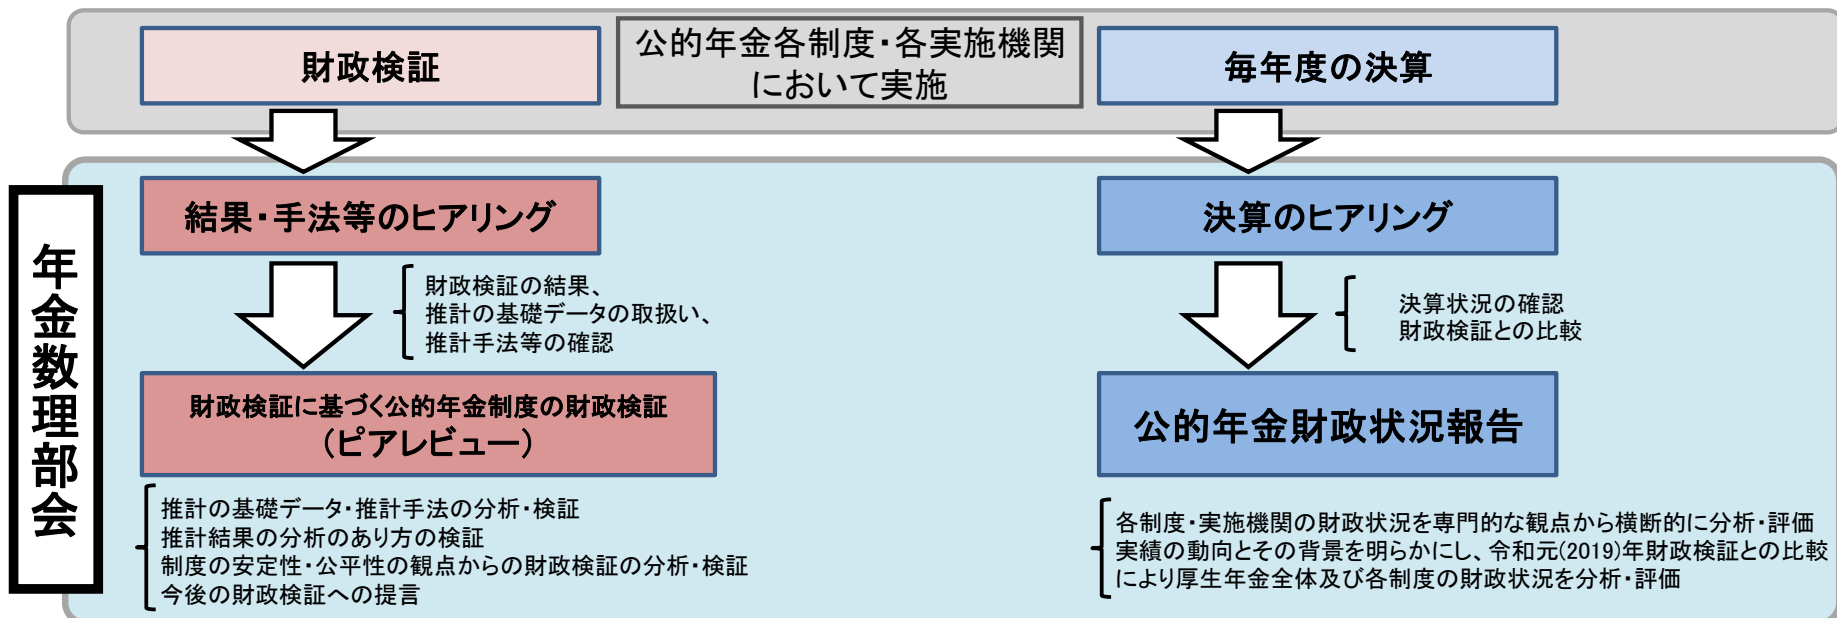 財政検証
公的年金各制度・各実施機関
において実施
毎年度の決算
年金数理部会
結果・手法等のヒアリング
財政検証の結果、
推計の基礎データの取扱い、
推計手法等の確認
財政検証に基づく公的年金制度の財政検証
（ピアレビュー）
推計の基礎データ・推計手法の分析・検証
推計結果の分析のあり方の検証
制度の安定性・公平性の観点からの財政検証の分析・検証
今後の財政検証への提言
決算のヒアリング
決算状況の確認
財政検証との比較
公的年金財政状況報告
各制度・実施機関の財政状況を専門的な観点から横断的に分析・評価
実績の動向とその背景を明らかにし、令和元(2019)年財政検証との比較
により厚生年金全体及び各制度の財政状況を分析・評価